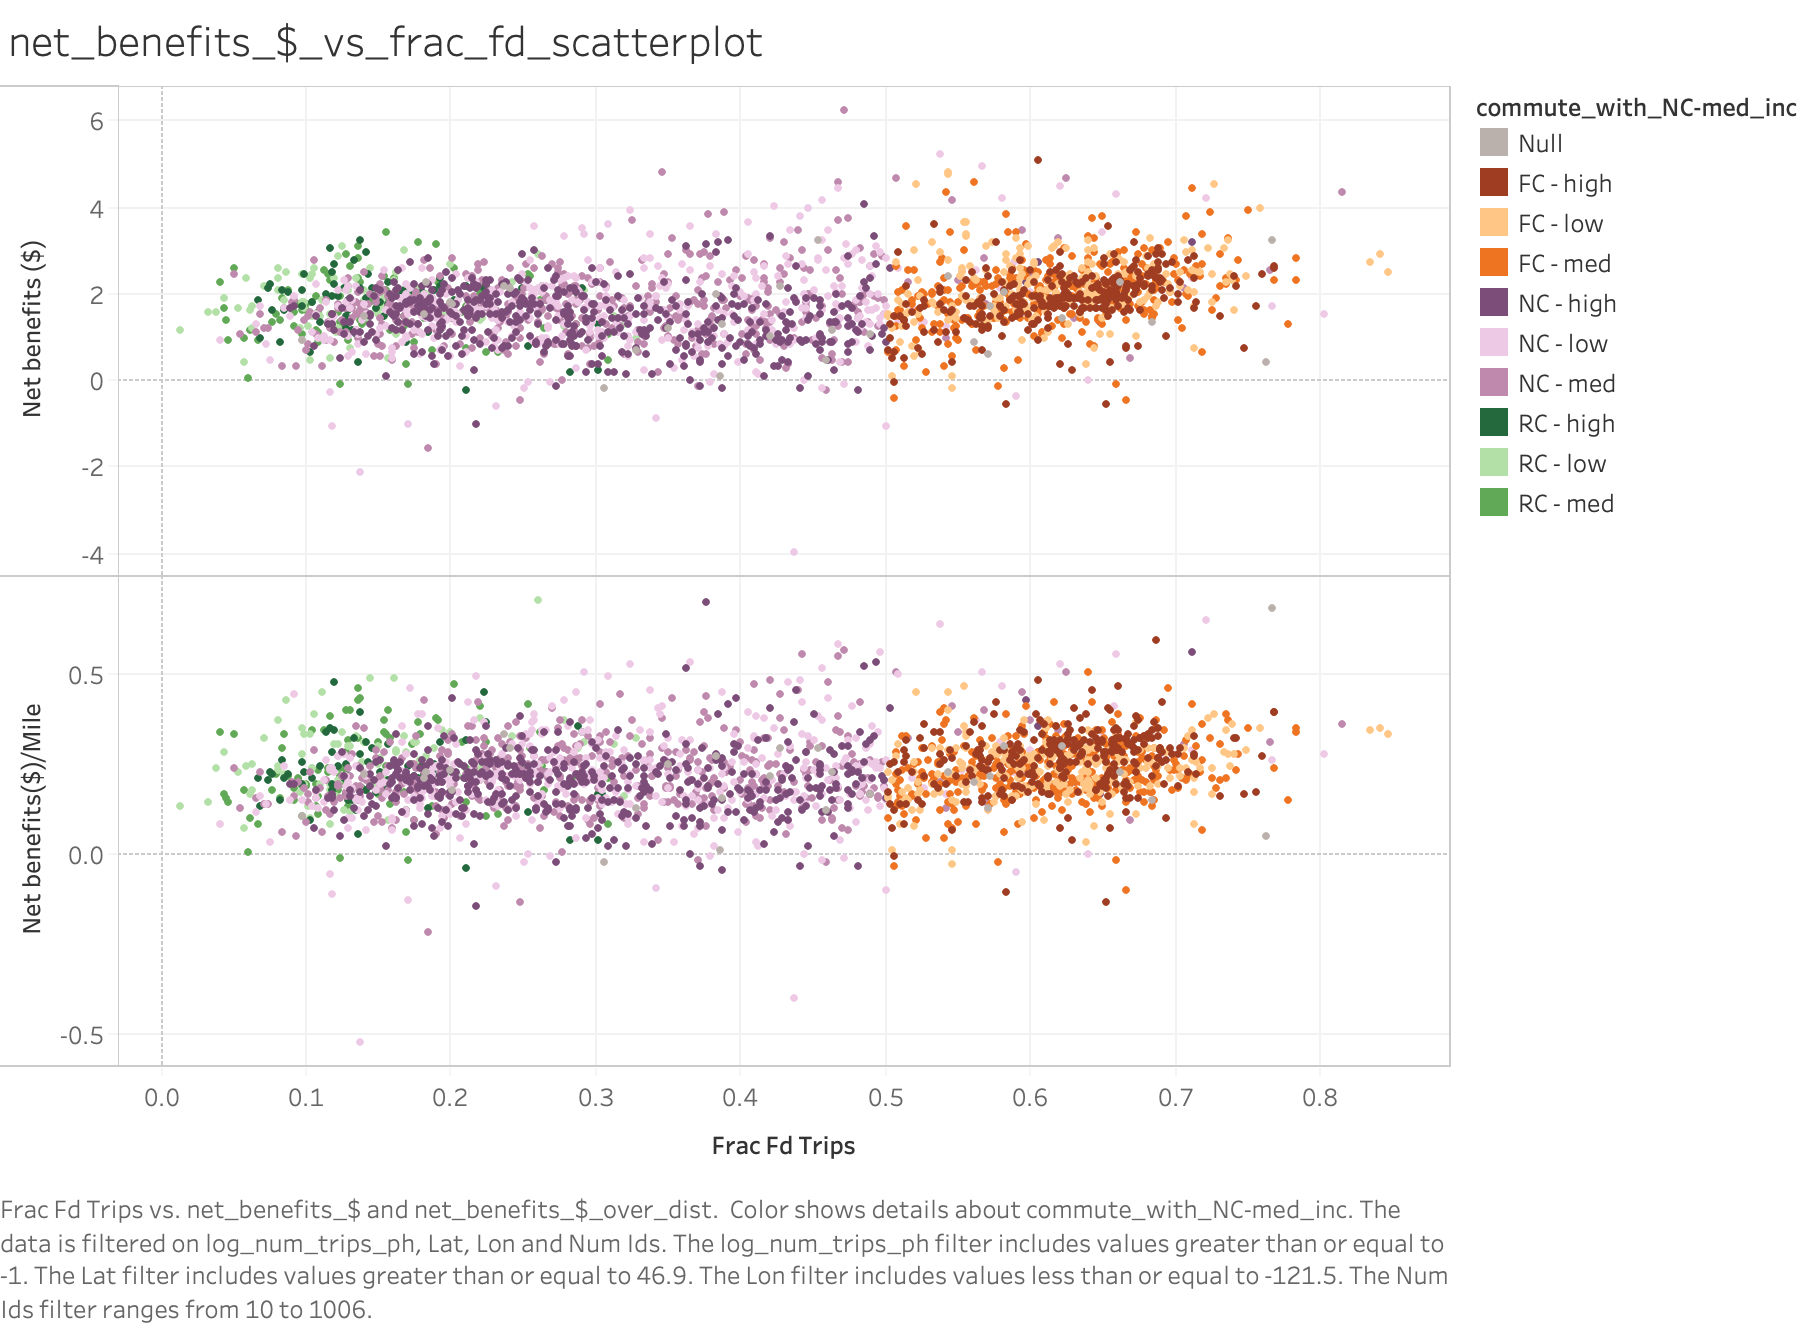 net_benefits_$_vs_frac_fd_scatterplot
commute_with_NC-med_inc
Null
FC - high
FC - low
FC - med
NC - high
NC - low
NC - med
RC - high
RC - low
RC - med
Net benefits ($)
6
4
2
0
-2
-4
Net benefits($)/Mile
0.5
0.0
-0.5
0.0 0.1 0.2 0.3 0.4 0.5 0.6 0.7 0.8
Frac Fd Trips
Frac Fd Trips vs. net_benefits_$ and net_benefits_$_over_dist.  Color shows details about commute_with_NC-med_inc. The
data is filtered on log_num_trips_ph, Lat, Lon and Num Ids. The log_num_trips_ph filter includes values greater than or equal to
-1. The Lat filter includes values greater than or equal to 46.9. The Lon filter includes values less than or equal to -121.5. The Num
Ids filter ranges from 10 to 1006.